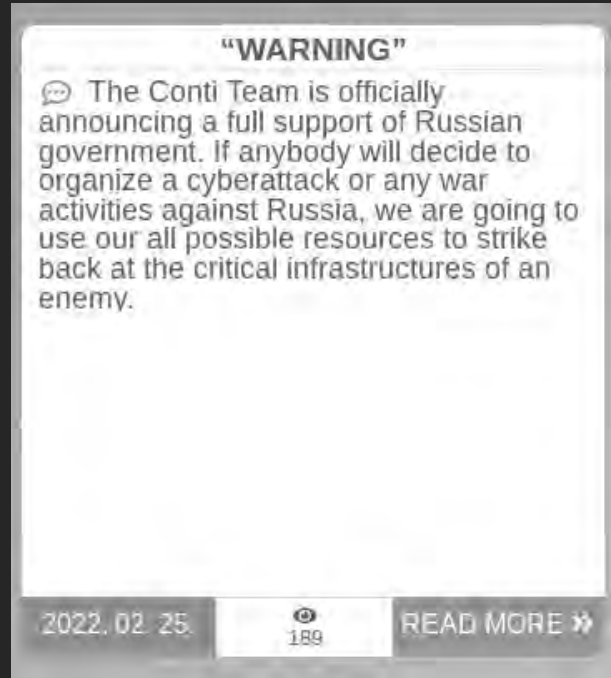 “WARNING”
The Conti Team is officially
announcing a full support of Russian
government. If anybody will decide to
organize a cyberattack or any war
activities against Russia, we are going to
use our all possible resources to strike
back at the critical infrastructures of an
enemy.
2022. 02. 25.
189
READ MORE »